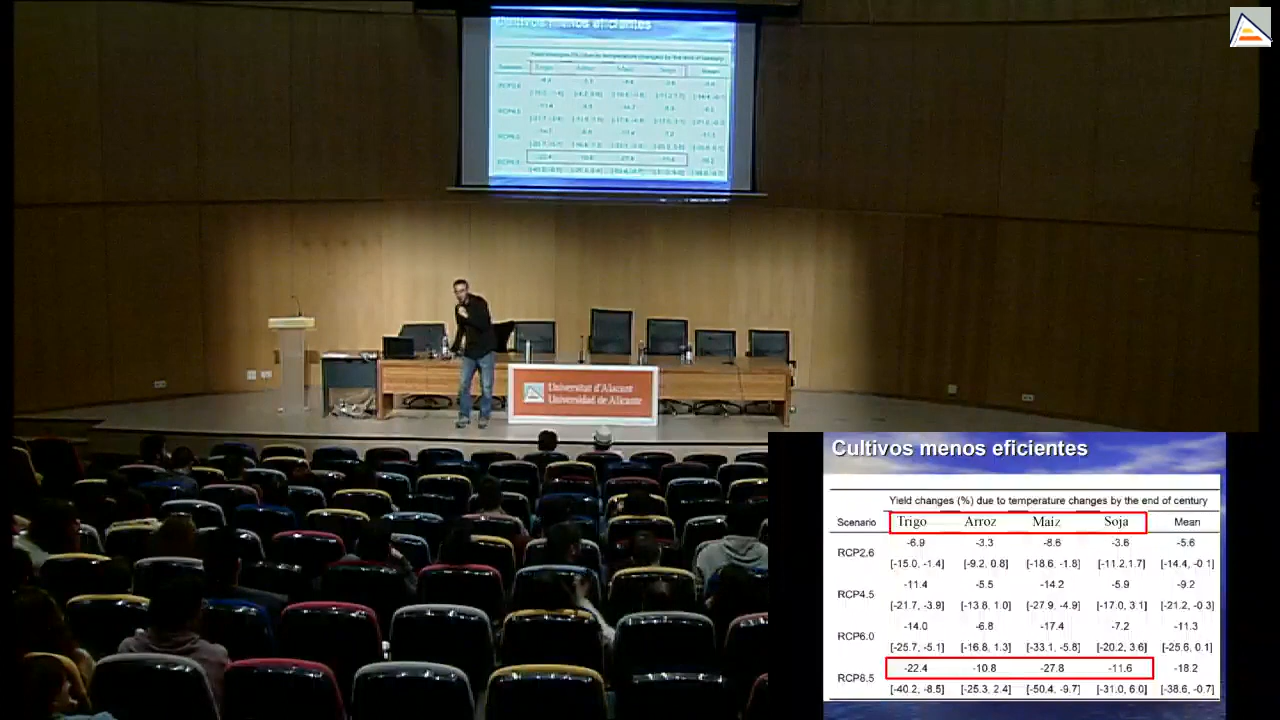 Cultivos menos eficientes
Universitat d'Alacant
Universidad de Alicante
Cultivos menos eficientes
Yield changes (%) due to temperature changes by the end of century
Scenario Trigo Arroz Maíz Soja Mean
-6.9 -3.3 -8.6 -3.6 -5.6
RCP2.6
[-15.0, -1.4] [-9.2, 0.8] [-18.6, -1.8] [-11.2,1.7] [-14.4, -0.1]
-11.4 -5.5 -14.2 -5.9 -9.2
RCP4.5
[-21.7, -3.9] [-13.8, 1.0] [-27.9, -4.9] [-17.0, 3.1] [-21.2, -0.3]
-14.0 -6.8 -17.4 -7.2 -11.3
RCP6.0
[-25.7, -5.1] [-16.8, 1.3] [-33.1, -5.8] [-20.2, 3.6] [-25.6, 0.1]
-22.4 -10.8 -27.8 -11.6 -18.2
RCP8.5
[-40.2, -8.5] [-25.3, 2.4] [-50.4, -9.7] [-31.0, 6.0] [-38.6, -0.7]